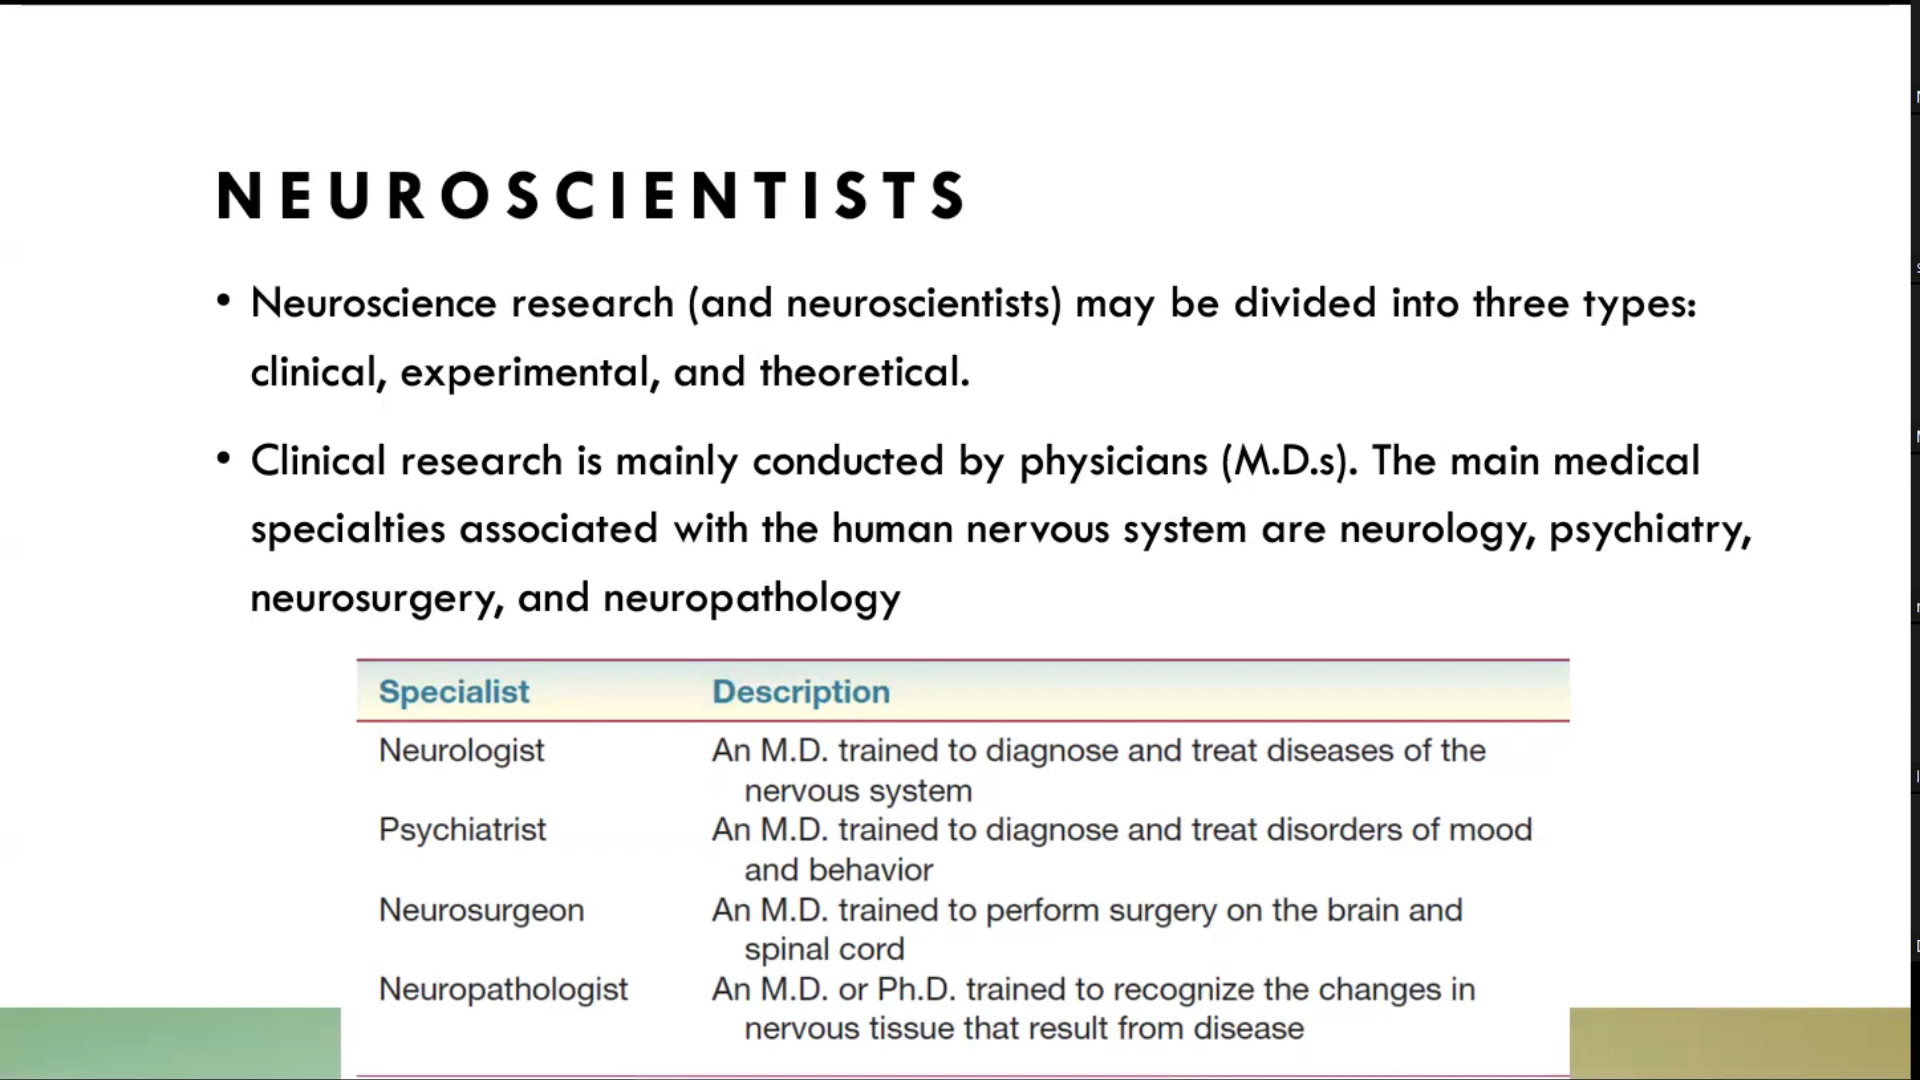 NEUROSCIENTISTS
• Neuroscience research (and neuroscientists) may be divided into three types:
clinical, experimental, and theoretical.
• Clinical research is mainly conducted by physicians (M.D.s). The main medical
specialties associated with the human nervous system are neurology, psychiatry,
neurosurgery, and neuropathology
Specialist Description
Neurologist An M.D. trained to diagnose and treat diseases of the
nervous system
Psychiatrist An M.D. trained to diagnose and treat disorders of mood
and behavior
Neurosurgeon An M.D. trained to perform surgery on the brain and
spinal cord
Neuropathologist An M.D. or Ph.D. trained to recognize the changes in
nervous tissue that result from disease